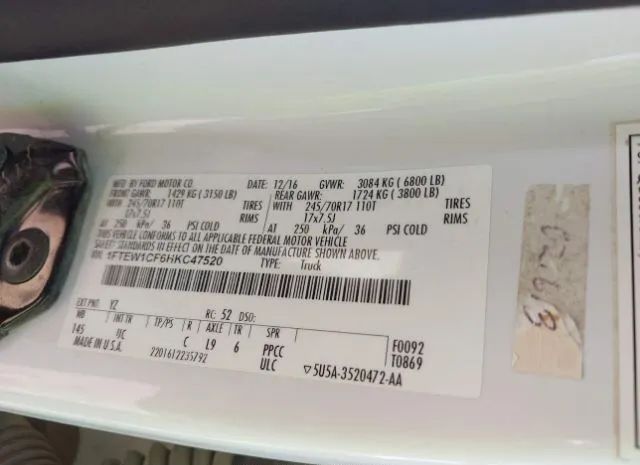 MFD BY FORD MOTOR CO. DATE: 12/16 GVWR: 3084 KG ( 6800 LB)
FRONT GAWR: 1429 KG ( 3150 LB) REAR GAWR: 1724 KG ( 3800 LB)
WITH 245/70R17 110T TIRES WITH 245/70R17 110T TIRES
17x7.5J RIMS 17x7.5J RIMS
AT 250 kPa/ 36 PSI COLD AT 250 kPa/ 36 PSI COLD
THIS VEHICLE CONFORMS TO ALL APPLICABLE FEDERAL MOTOR VEHICLE
SAFETY STANDARDS IN EFFECT ON THE DATE OF MANUFACTURE SHOWN ABOVE.
VIN: 1FTEW1CF6HKC47520
TYPE: Truck
EXT PNT: YZ RC: 52 DSO:
WB INT TR TP/PS R AXLE TR SPR F0092
145 C L9 6 PPCC T0869
MADE IN U.S.A. 2201612235792 ULC ▽5U5A-3520472-AA